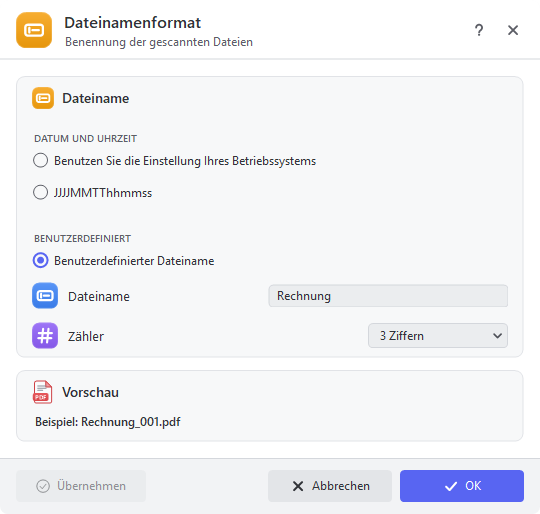 Dateinamenformat
Benennung der gescannten Dateien
?
Dateiname
DATUM UND UHRZEIT
Benutzen Sie die Einstellung Ihres Betriebssystems
JJJJMMTThhmmss
BENUTZERDEFINIERT
Benutzerdefinierter Dateiname
Dateiname Rechnung
# Zähler 3 Ziffern
PDF Vorschau
Beispiel: Rechnung_001.pdf
Übernehmen Abbrechen OK